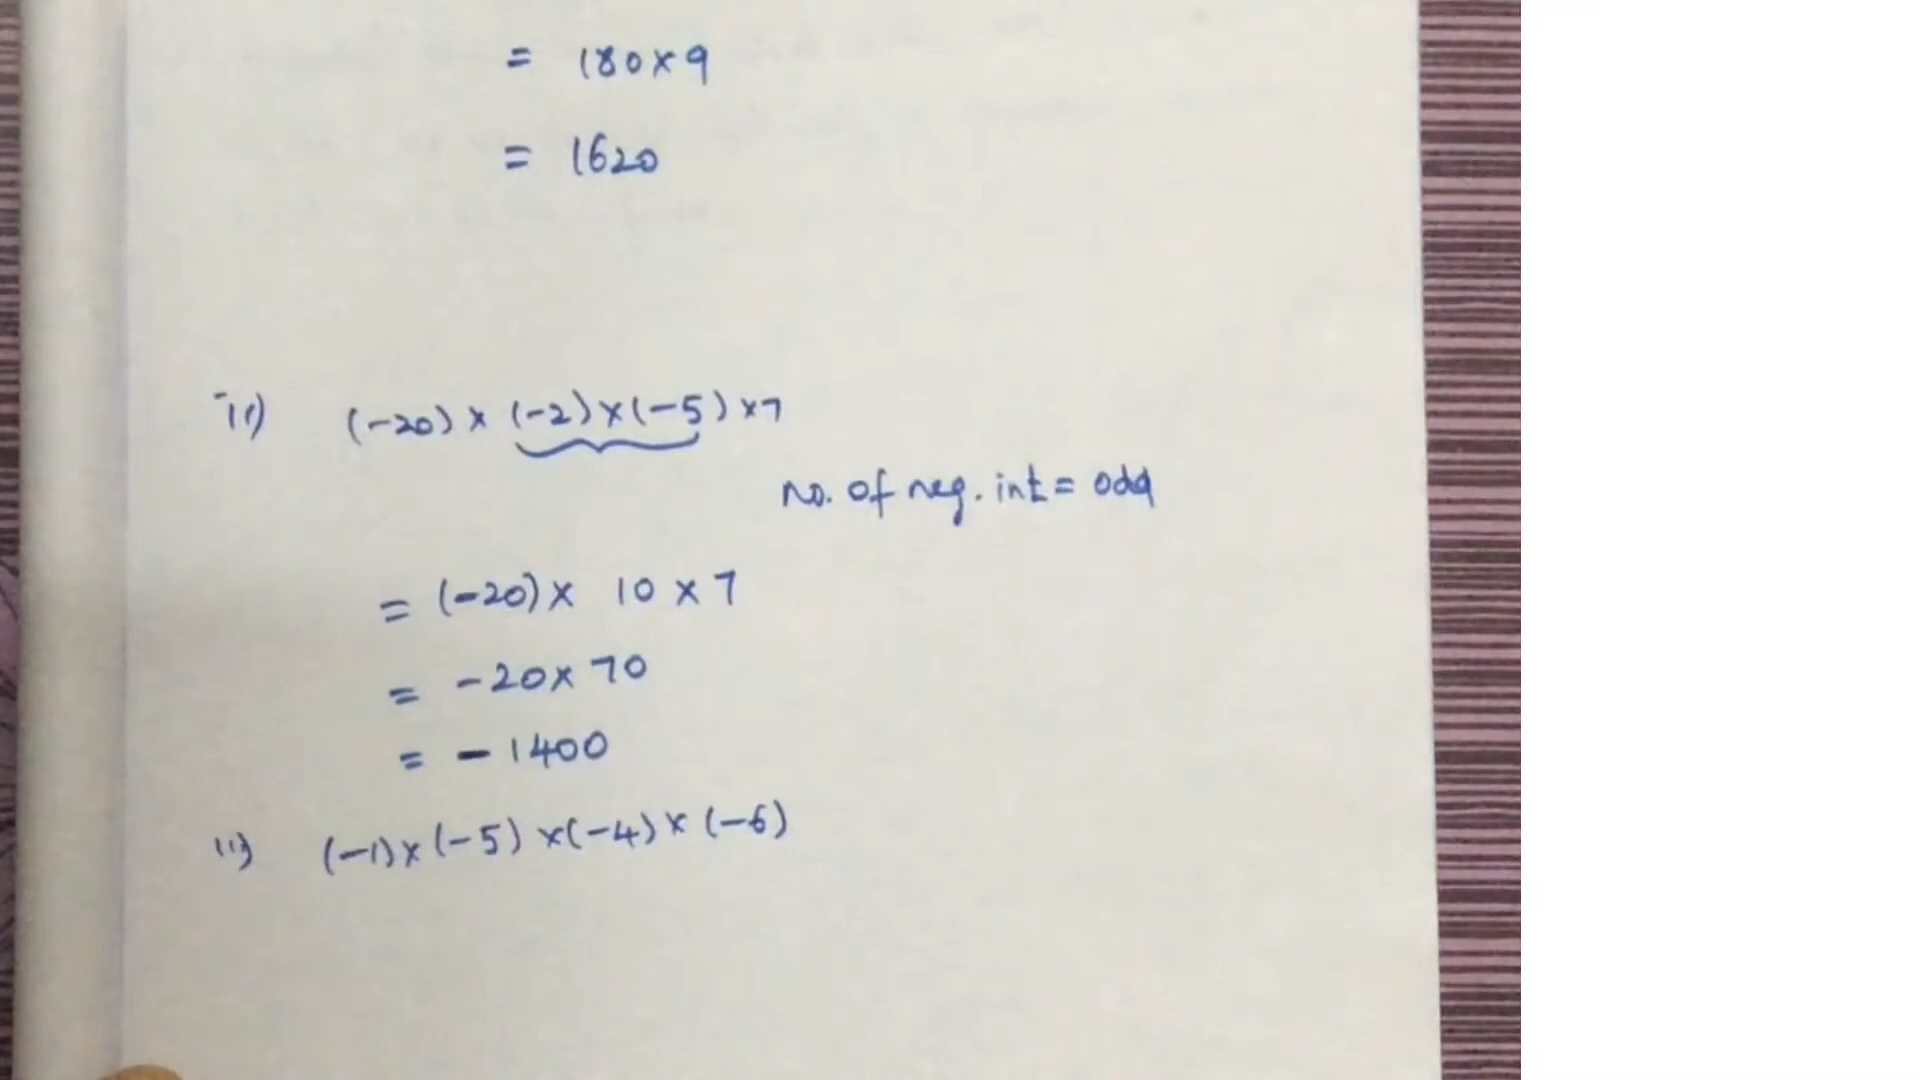 = 180×9
= 1620
ii) (-20) × (-2)×(-5) ×7
no. of neg. int = odd
= (-20)× 10 × 7
= -20× 70
= - 1400
iii) (-1)×(-5) ×(-4)× (-6)